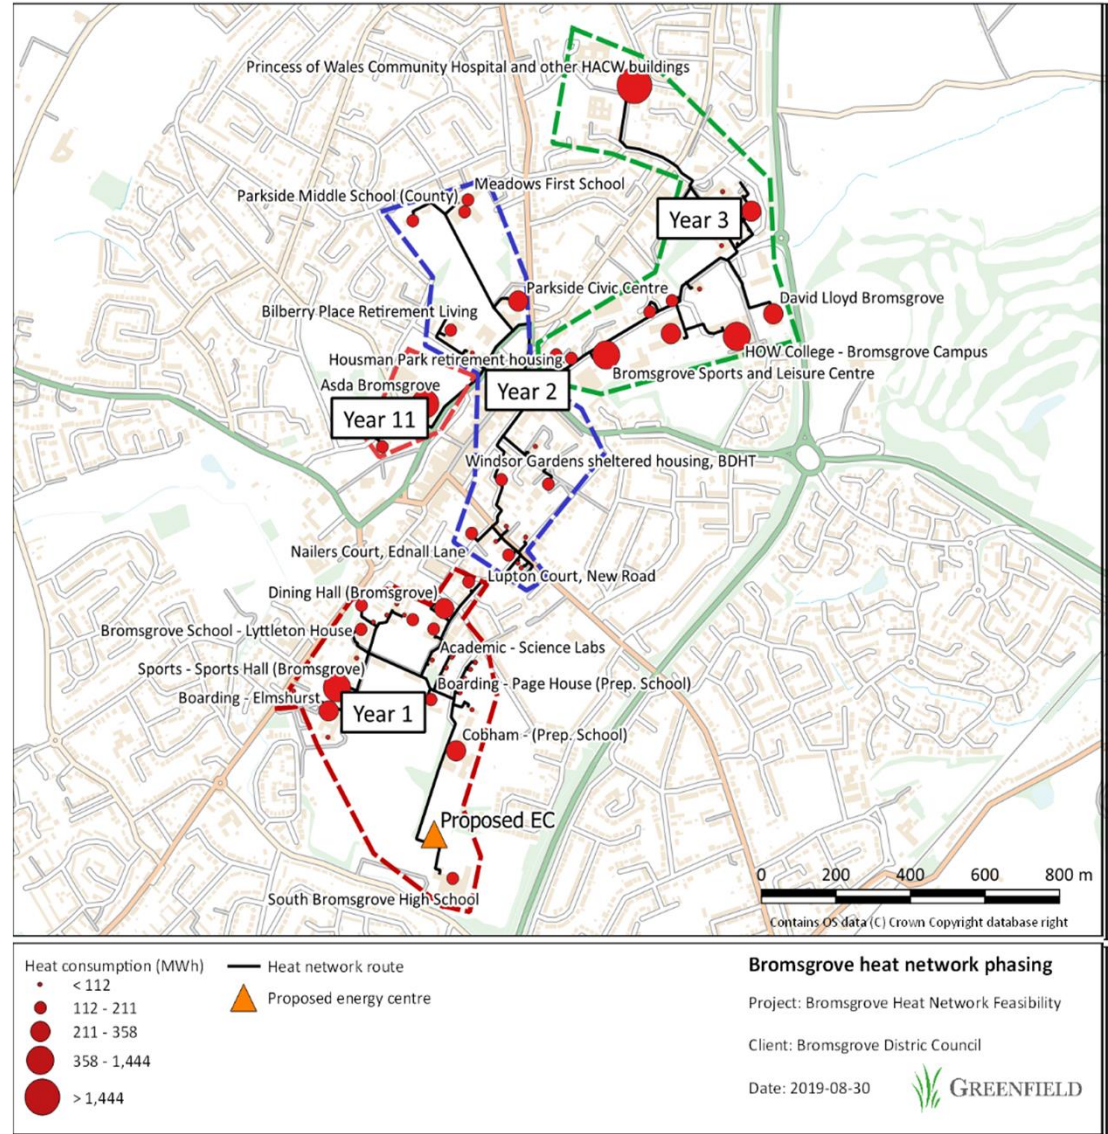 Princess of Wales Community Hospital and other HACW buildings
Meadows First School
Parkside Middle School (County)
Year 3
Parkside Civic Centre
David Lloyd Bromsgrove
Bilberry Place Retirement Living
HOW College - Bromsgrove Campus
Housman Park retirement housing
Bromsgrove Sports and Leisure Centre
Asda Bromsgrove
Year 2
Year 11
Windsor Gardens sheltered housing, BDHT
Nailers Court, Ednall Lane
Lupton Court, New Road
Dining Hall (Bromsgrove)
Bromsgrove School - Lyttleton House
Academic - Science Labs
Sports - Sports Hall (Bromsgrove)
Boarding - Page House (Prep. School)
Boarding - Elmshurst
Year 1
Cobham - (Prep. School)
Proposed EC
South Bromsgrove High School
0 200 400 600 800 m
Contains OS data (C) Crown Copyright database right
Heat consumption (MWh)
< 112
112 - 211
211 - 358
358 - 1,444
> 1,444
Heat network route
Proposed energy centre
Bromsgrove heat network phasing
Project: Bromsgrove Heat Network Feasibility
Client: Bromsgrove Distric Council
Date: 2019-08-30
GREENFIELD